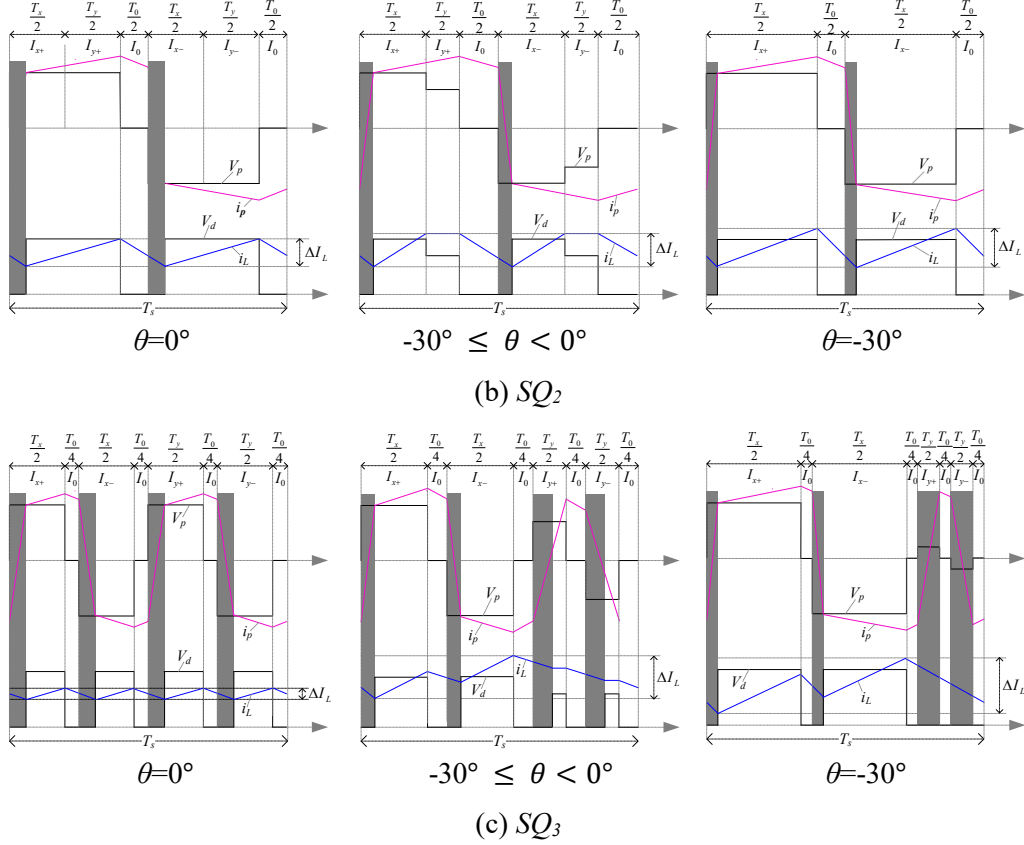 Tx/2 Ty/2 T0/2 Tx/2 Ty/2 T0/2
Ix+ Iy+ I0 Ix− Iy− I0
Vp
ip
Vd
iL
ΔIL
Ts
θ=0°
Tx/2 Ty/2 T0/2 Tx/2 Ty/2 T0/2
Ix+ Iy+ I0 Ix− Iy− I0
Vp
ip
Vd
iL
ΔIL
Ts
-30° ≤ θ < 0°
Tx/2 T0/2 Tx/2 T0/2
Ix+ I0 Ix− I0
Vp
ip
Vd
iL
ΔIL
Ts
θ=-30°
(b) SQ2
Tx/2 T0/4 Tx/2 T0/4 Ty/2 T0/4 Ty/2 T0/4
Ix+ I0 Ix− I0 Iy+ I0 Iy− I0
Vp
ip
Vd
iL
ΔIL
Ts
θ=0°
Tx/2 T0/4 Tx/2 T0/4 Ty/2 T0/4 Ty/2 T0/4
Ix+ I0 Ix− I0 Iy+ I0 Iy− I0
Vp
ip
iL
Vd
ΔIL
Ts
-30° ≤ θ < 0°
Tx/2 T0/4 Tx/2 T0/4 Ty/2 T0/4 Ty/2 T0/4
Ix+ I0 Ix− I0 Iy+ I0 Iy− I0
Vp
ip
Vd
iL
ΔIL
Ts
θ=-30°
(c) SQ3